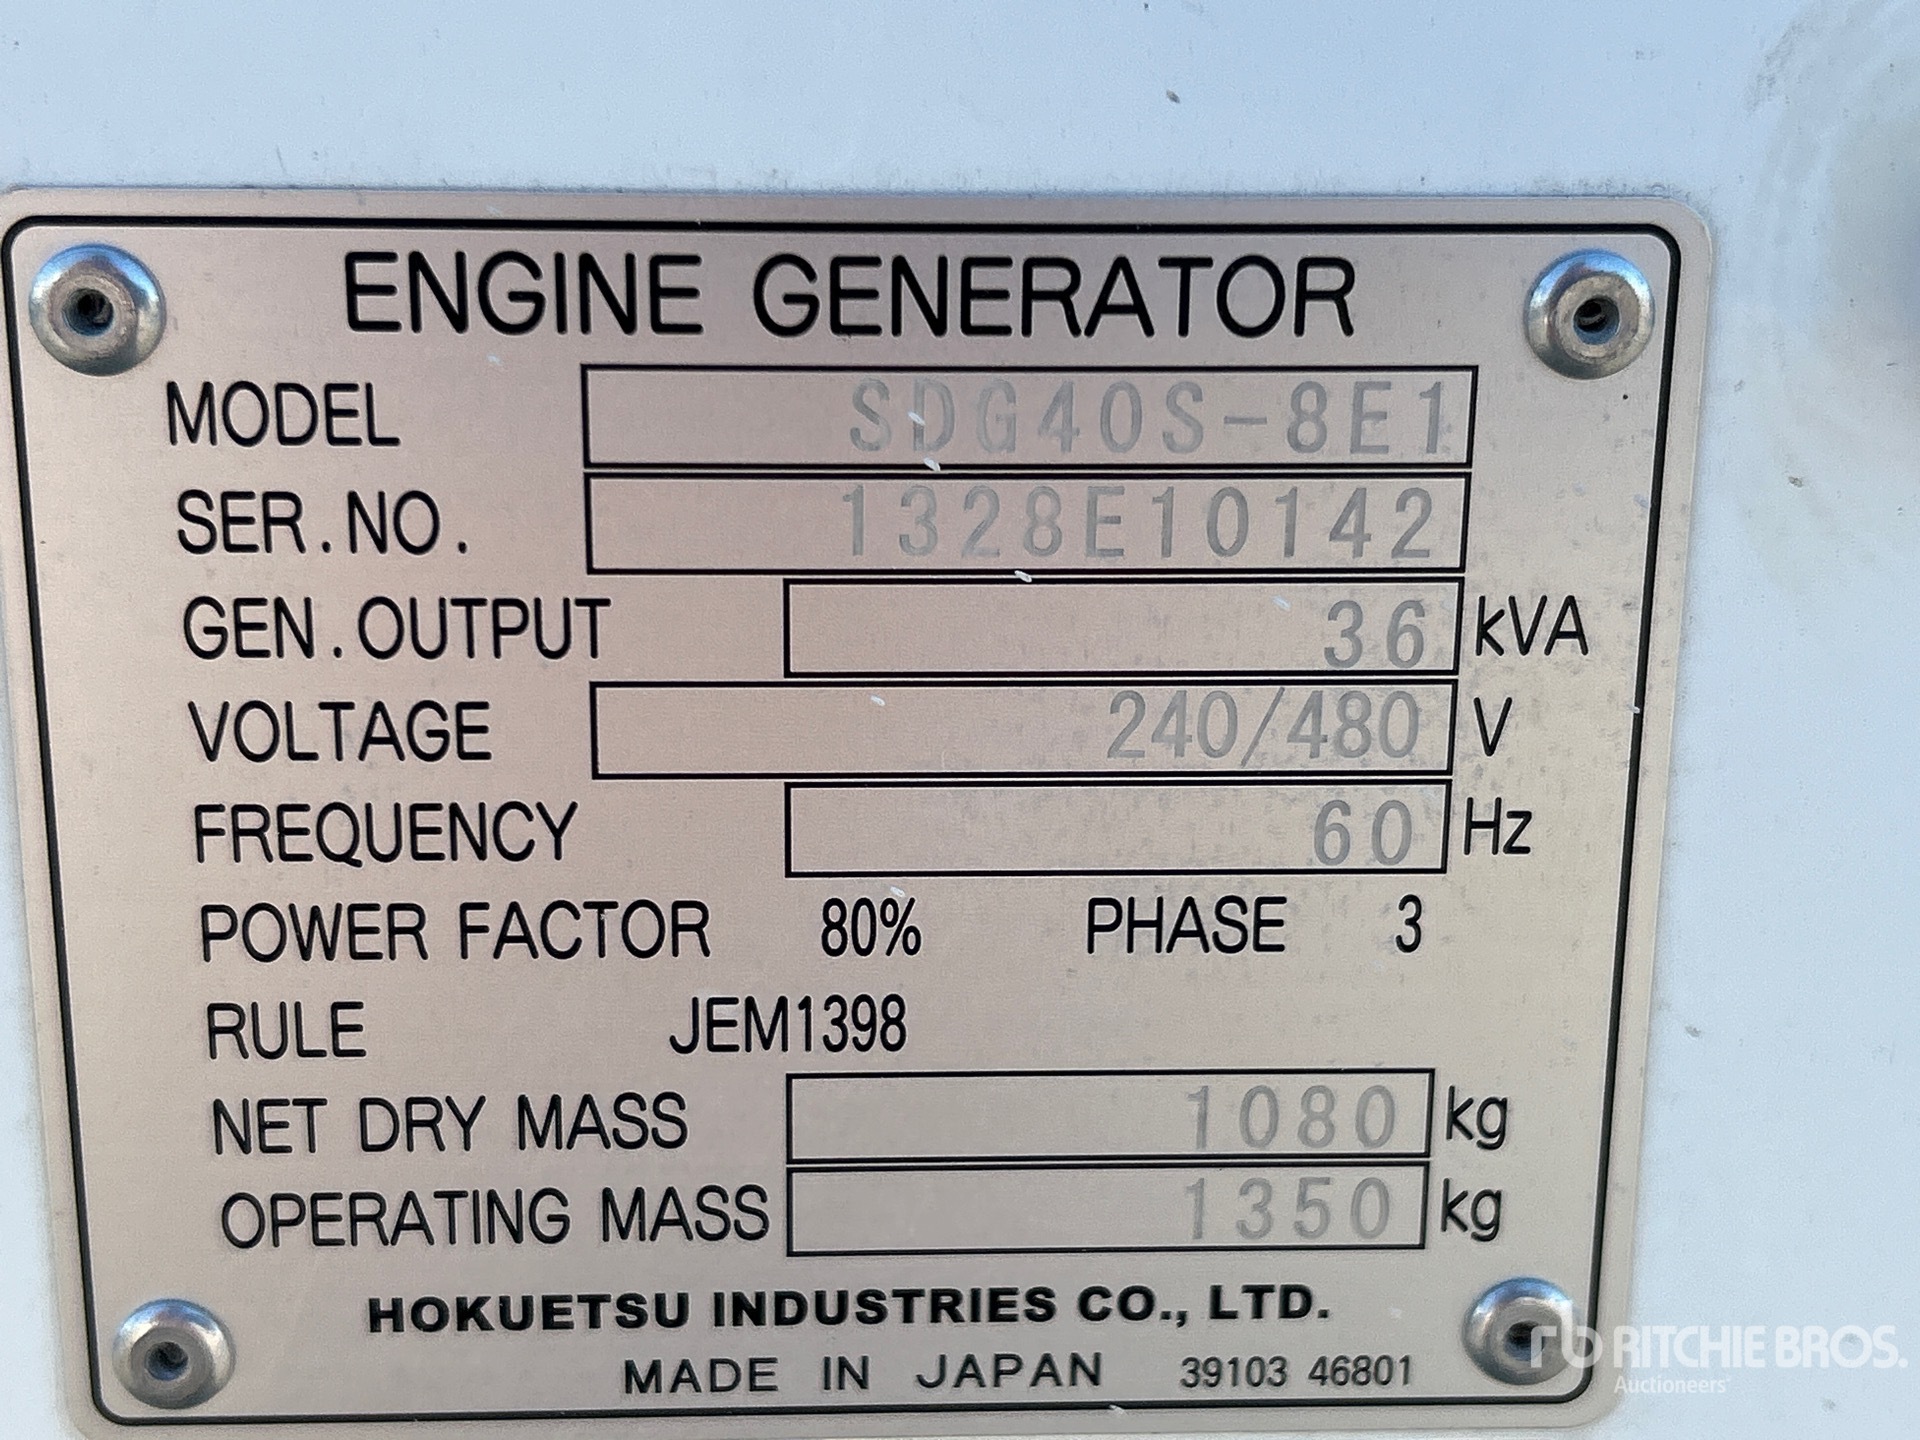 ENGINE GENERATOR
MODEL SDG40S-8E1
SER.NO. 1328E10142
GEN.OUTPUT 36 kVA
VOLTAGE 240/480 V
FREQUENCY 60 Hz
POWER FACTOR 80% PHASE 3
RULE JEM1398
NET DRY MASS 1080 kg
OPERATING MASS 1350 kg
HOKUETSU INDUSTRIES CO., LTD.
MADE IN JAPAN 39103 46801
rb RITCHIE BROS.
Auctioneers